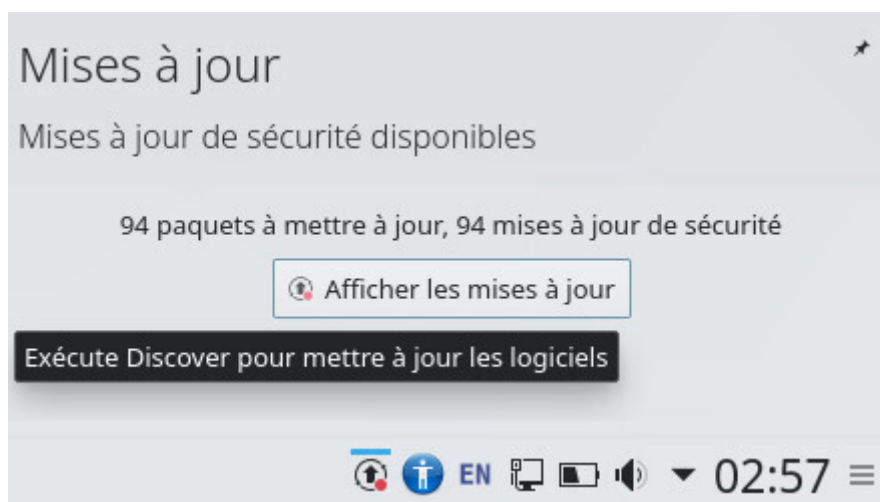 Mises à jour
Mises à jour de sécurité disponibles
94 paquets à mettre à jour, 94 mises à jour de sécurité
Afficher les mises à jour
Exécute Discover pour mettre à jour les logiciels
EN
02:57